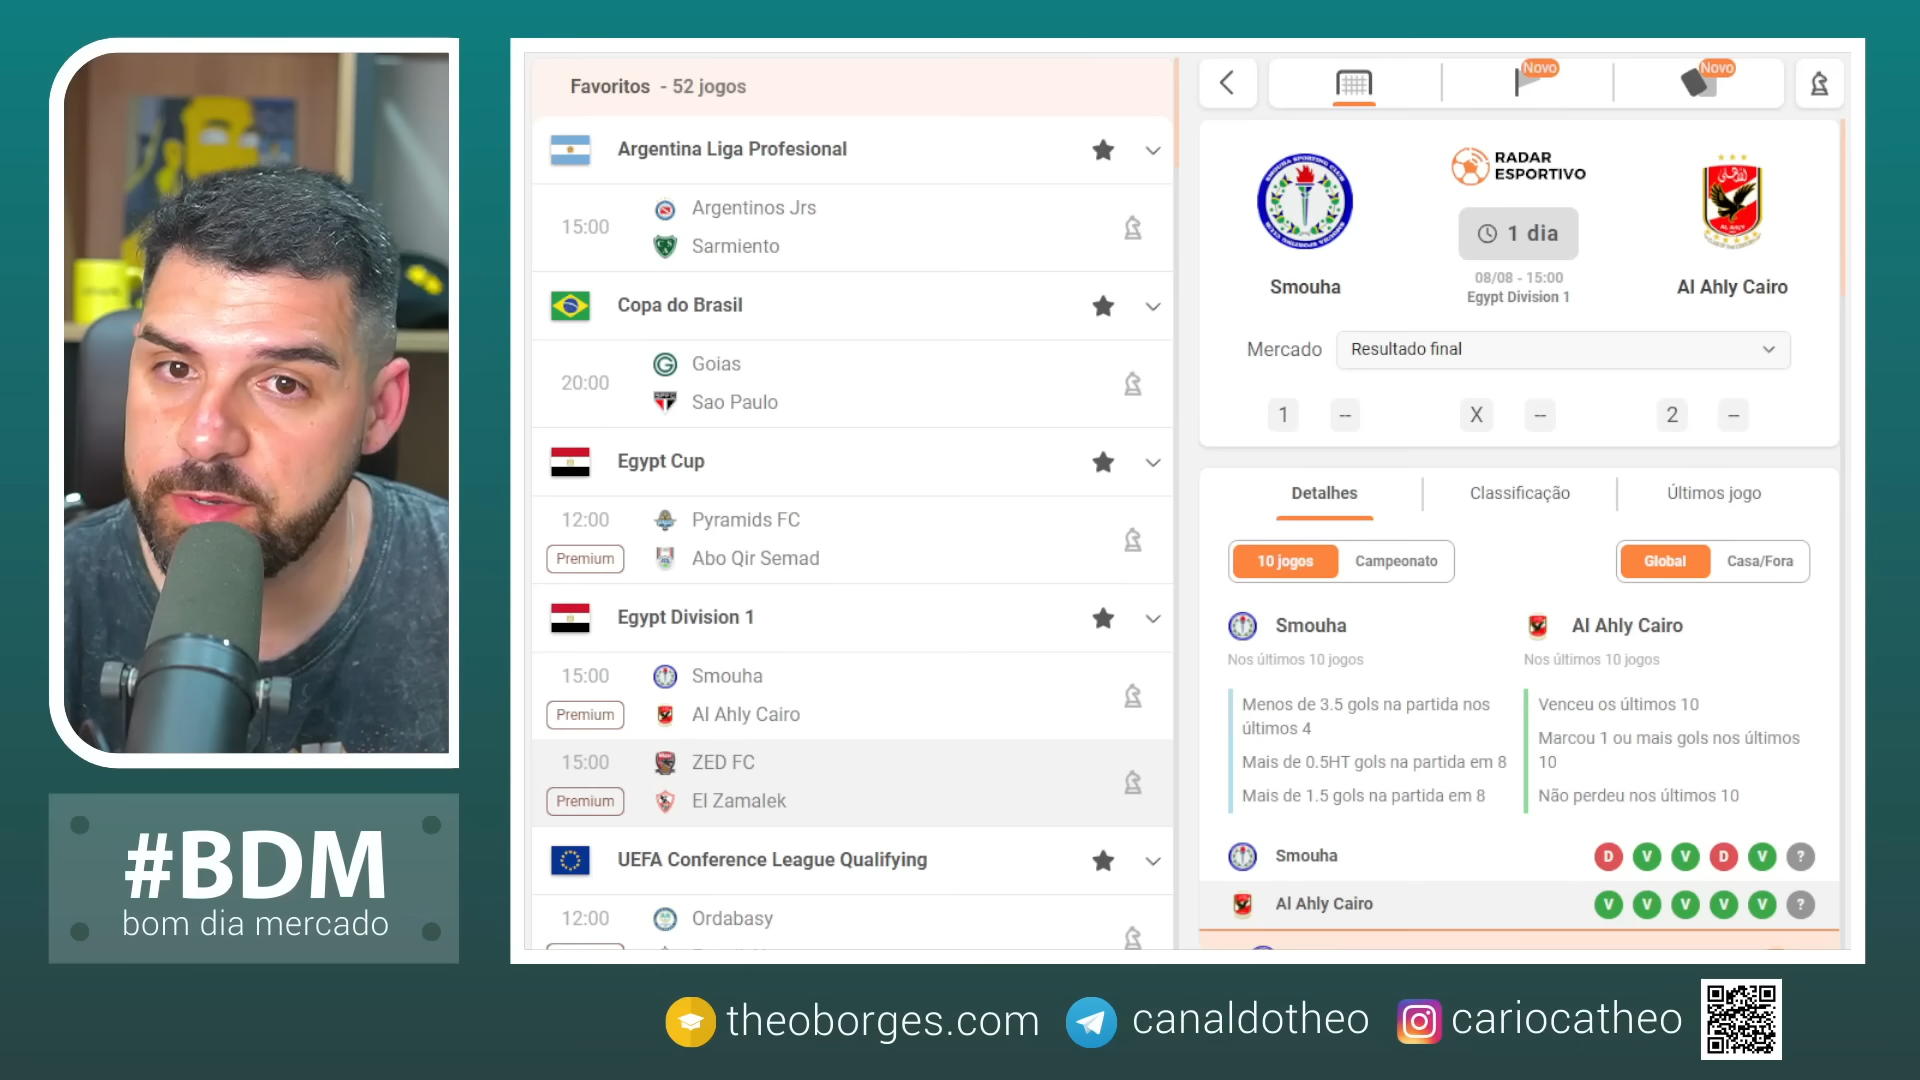 Favoritos - 52 jogos
Argentina Liga Profesional
15:00
Argentinos Jrs
Sarmiento
Copa do Brasil
20:00
Goias
Sao Paulo
Egypt Cup
12:00
Premium
Pyramids FC
Abo Qir Semad
Egypt Division 1
15:00
Premium
Smouha
Al Ahly Cairo
15:00
Premium
ZED FC
El Zamalek
UEFA Conference League Qualifying
12:00
Ordabasy
Novo
Novo
RADAR
ESPORTIVO
1 dia
08/08 - 15:00
Egypt Division 1
Smouha
Al Ahly Cairo
Mercado
Resultado final
1 -- X -- 2 --
Detalhes
Classificação
Últimos jogo
10 jogos
Campeonato
Global
Casa/Fora
Smouha
Nos últimos 10 jogos
Menos de 3.5 gols na partida nos
últimos 4
Mais de 0.5HT gols na partida em 8
Mais de 1.5 gols na partida em 8
Al Ahly Cairo
Nos últimos 10 jogos
Venceu os últimos 10
Marcou 1 ou mais gols nos últimos
10
Não perdeu nos últimos 10
Smouha D V V D V ?
Al Ahly Cairo V V V V V ?
#BDM
bom dia mercado
theoborges.com
canaldotheo
cariocatheo